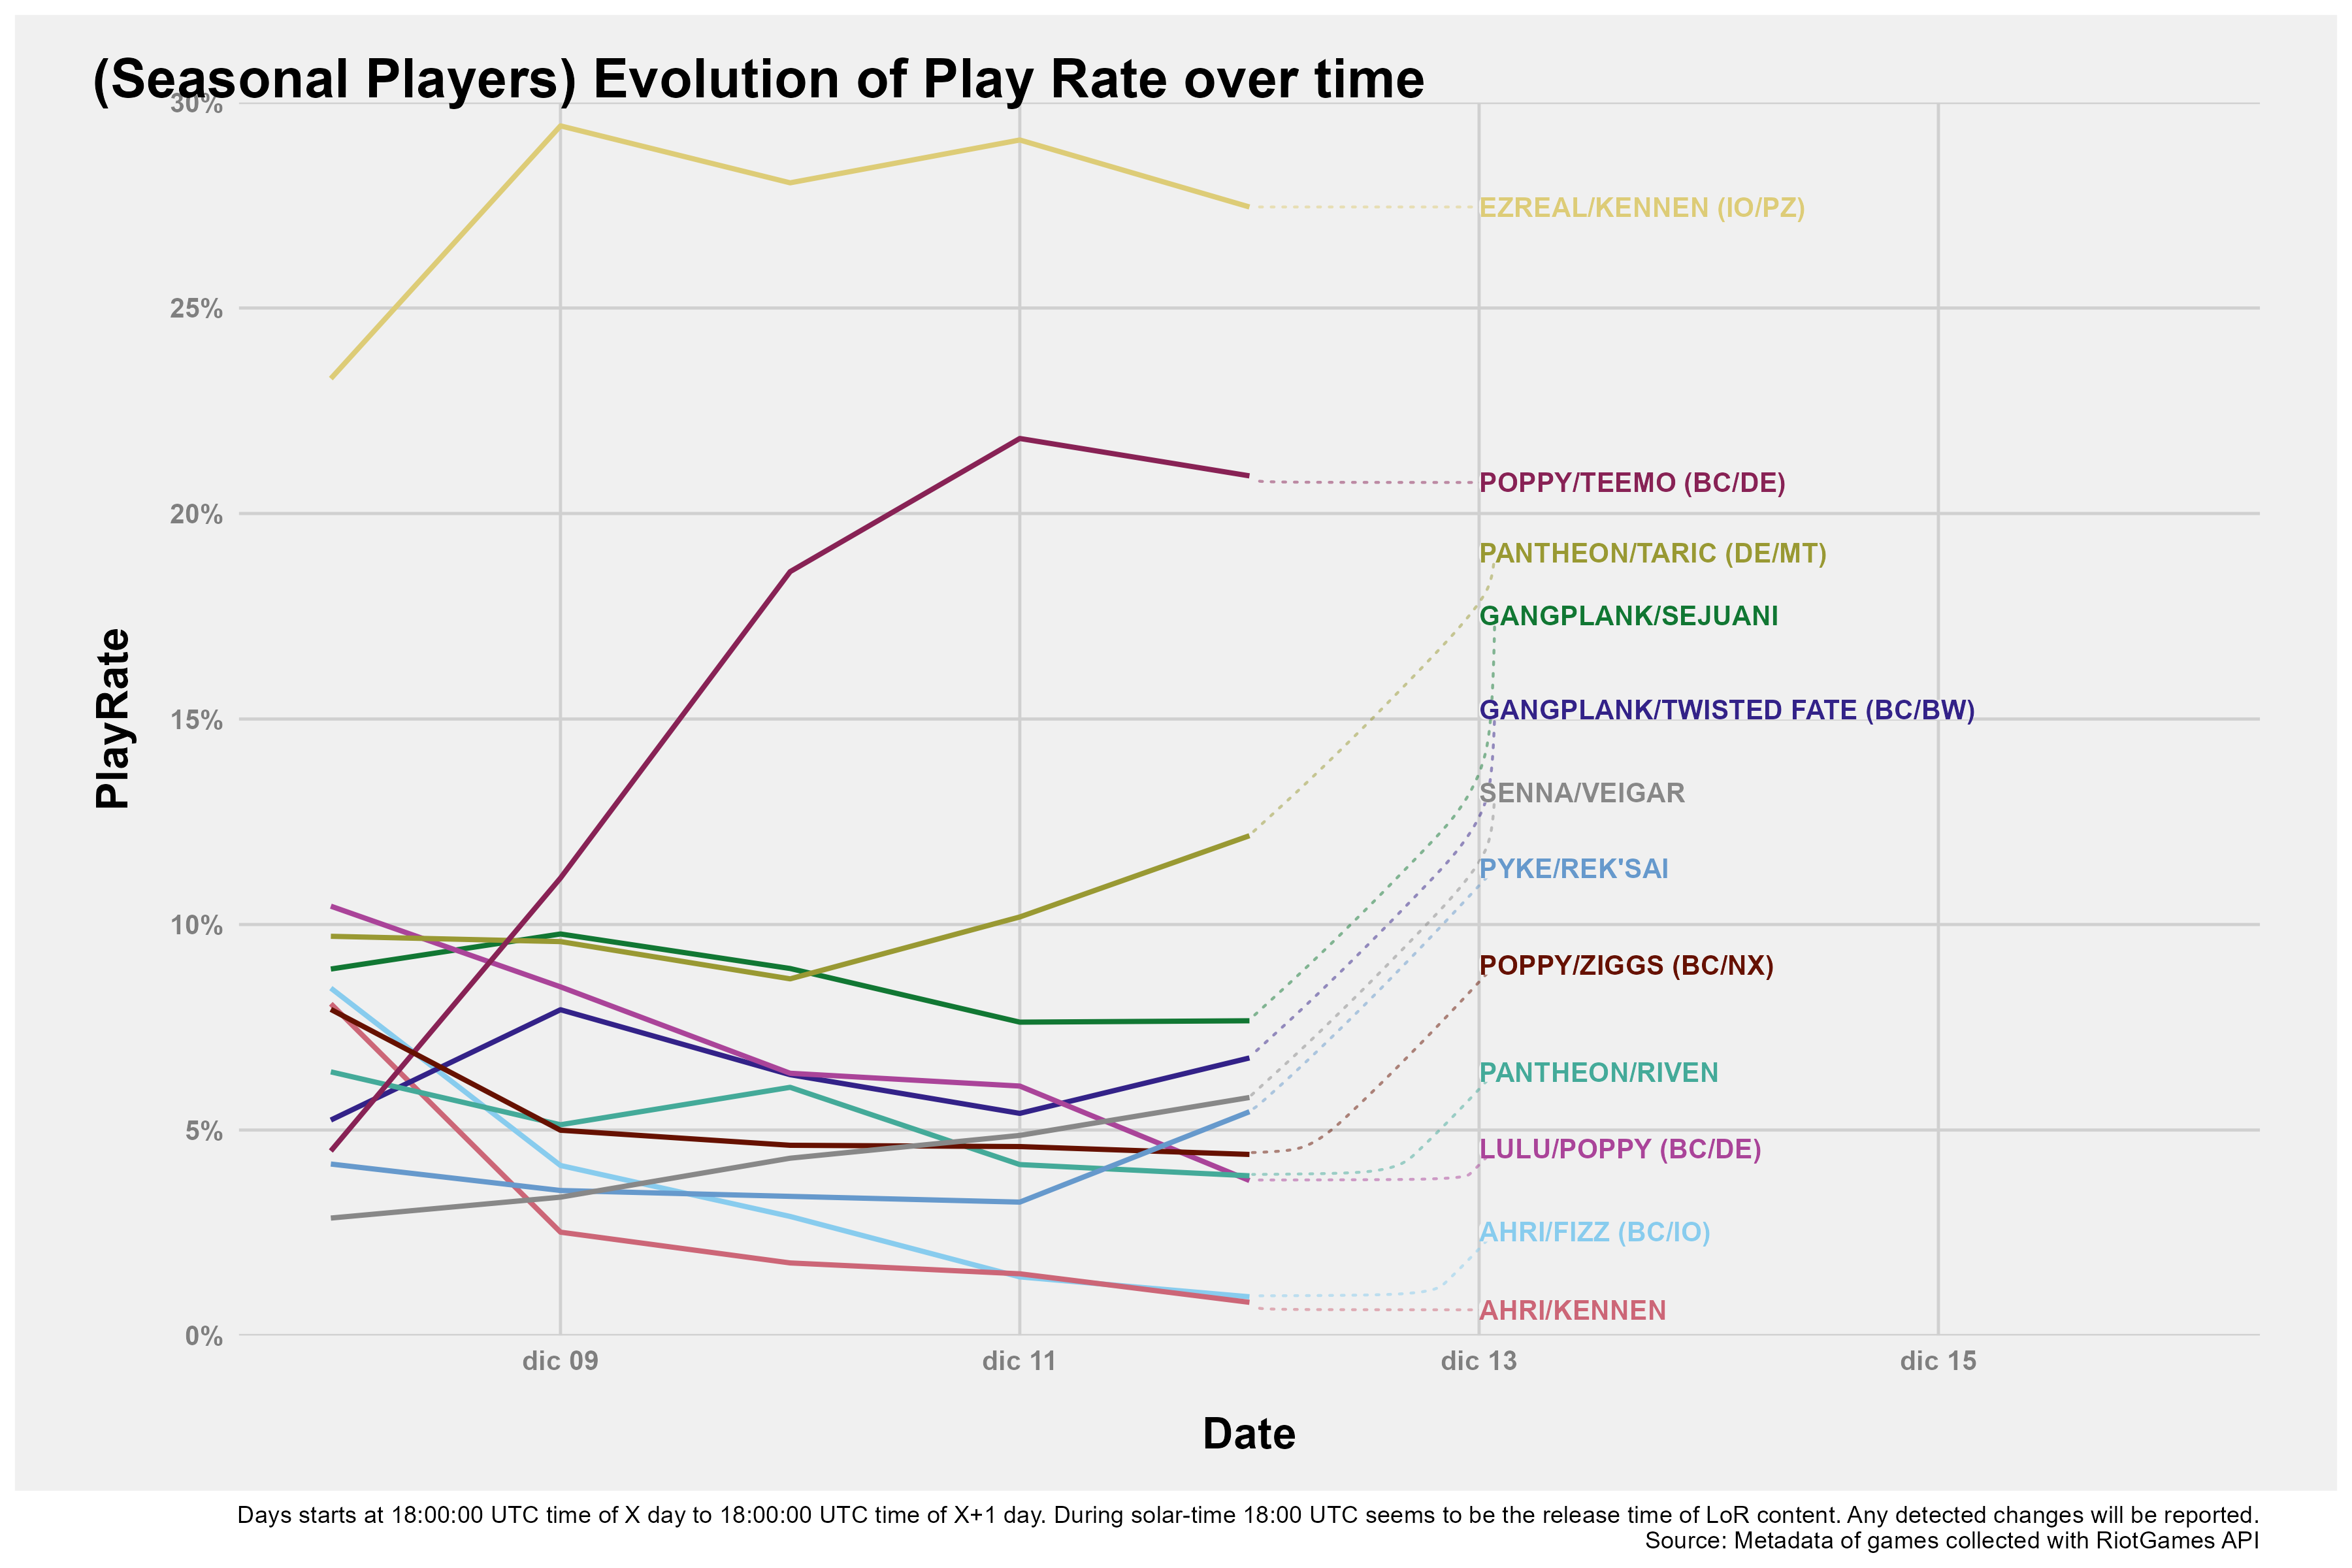 (Seasonal Players) Evolution of Play Rate over time
30%
25%
20%
15%
10%
5%
0%
PlayRate
EZREAL/KENNEN (IO/PZ)
POPPY/TEEMO (BC/DE)
PANTHEON/TARIC (DE/MT)
GANGPLANK/SEJUANI
GANGPLANK/TWISTED FATE (BC/BW)
SENNA/VEIGAR
PYKE/REK'SAI
POPPY/ZIGGS (BC/NX)
PANTHEON/RIVEN
LULU/POPPY (BC/DE)
AHRI/FIZZ (BC/IO)
AHRI/KENNEN
dic 09
dic 11
dic 13
dic 15
Date
Days starts at 18:00:00 UTC time of X day to 18:00:00 UTC time of X+1 day. During solar-time 18:00 UTC seems to be the release time of LoR content. Any detected changes will be reported.
Source: Metadata of games collected with RiotGames API